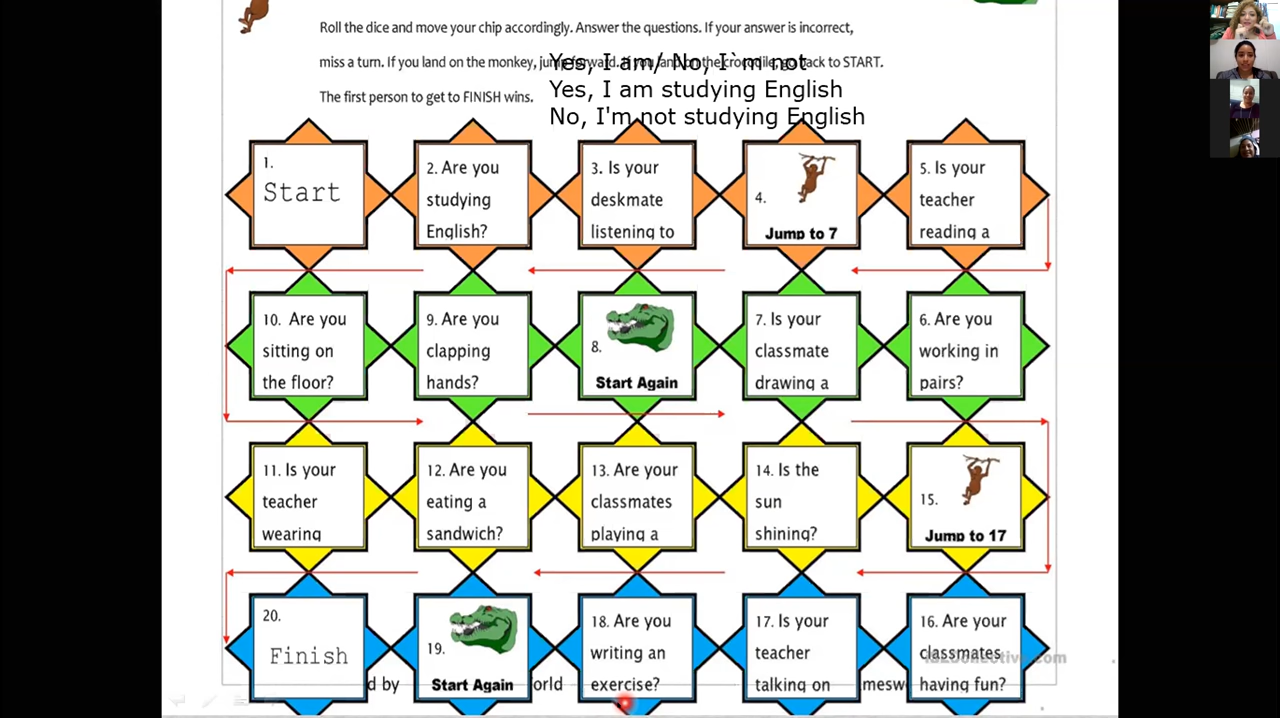 Roll the dice and move your chip accordingly. Answer the questions. If your answer is incorrect,
miss a turn. If you land on the monkey, jump forward. If you land on the crocodile, go back to START.
The first person to get to FINISH wins.
Yes, I am/ No, I`m not
Yes, I am studying English
No, I'm not studying English
1.
Start
2. Are you
studying
English?
3. Is your
deskmate
listening to
4.
Jump to 7
5. Is your
teacher
reading a
10. Are you
sitting on
the floor?
9. Are you
clapping
hands?
8.
Start Again
7. Is your
classmate
drawing a
6. Are you
working in
pairs?
11. Is your
teacher
wearing
12. Are you
eating a
sandwich?
13. Are your
classmates
playing a
14. Is the
sun
shining?
15.
Jump to 17
20.
Finish
19.
Start Again
18. Are you
writing an
exercise?
17. Is your
teacher
talking on
16. Are your
classmates
having fun?
d by
orld